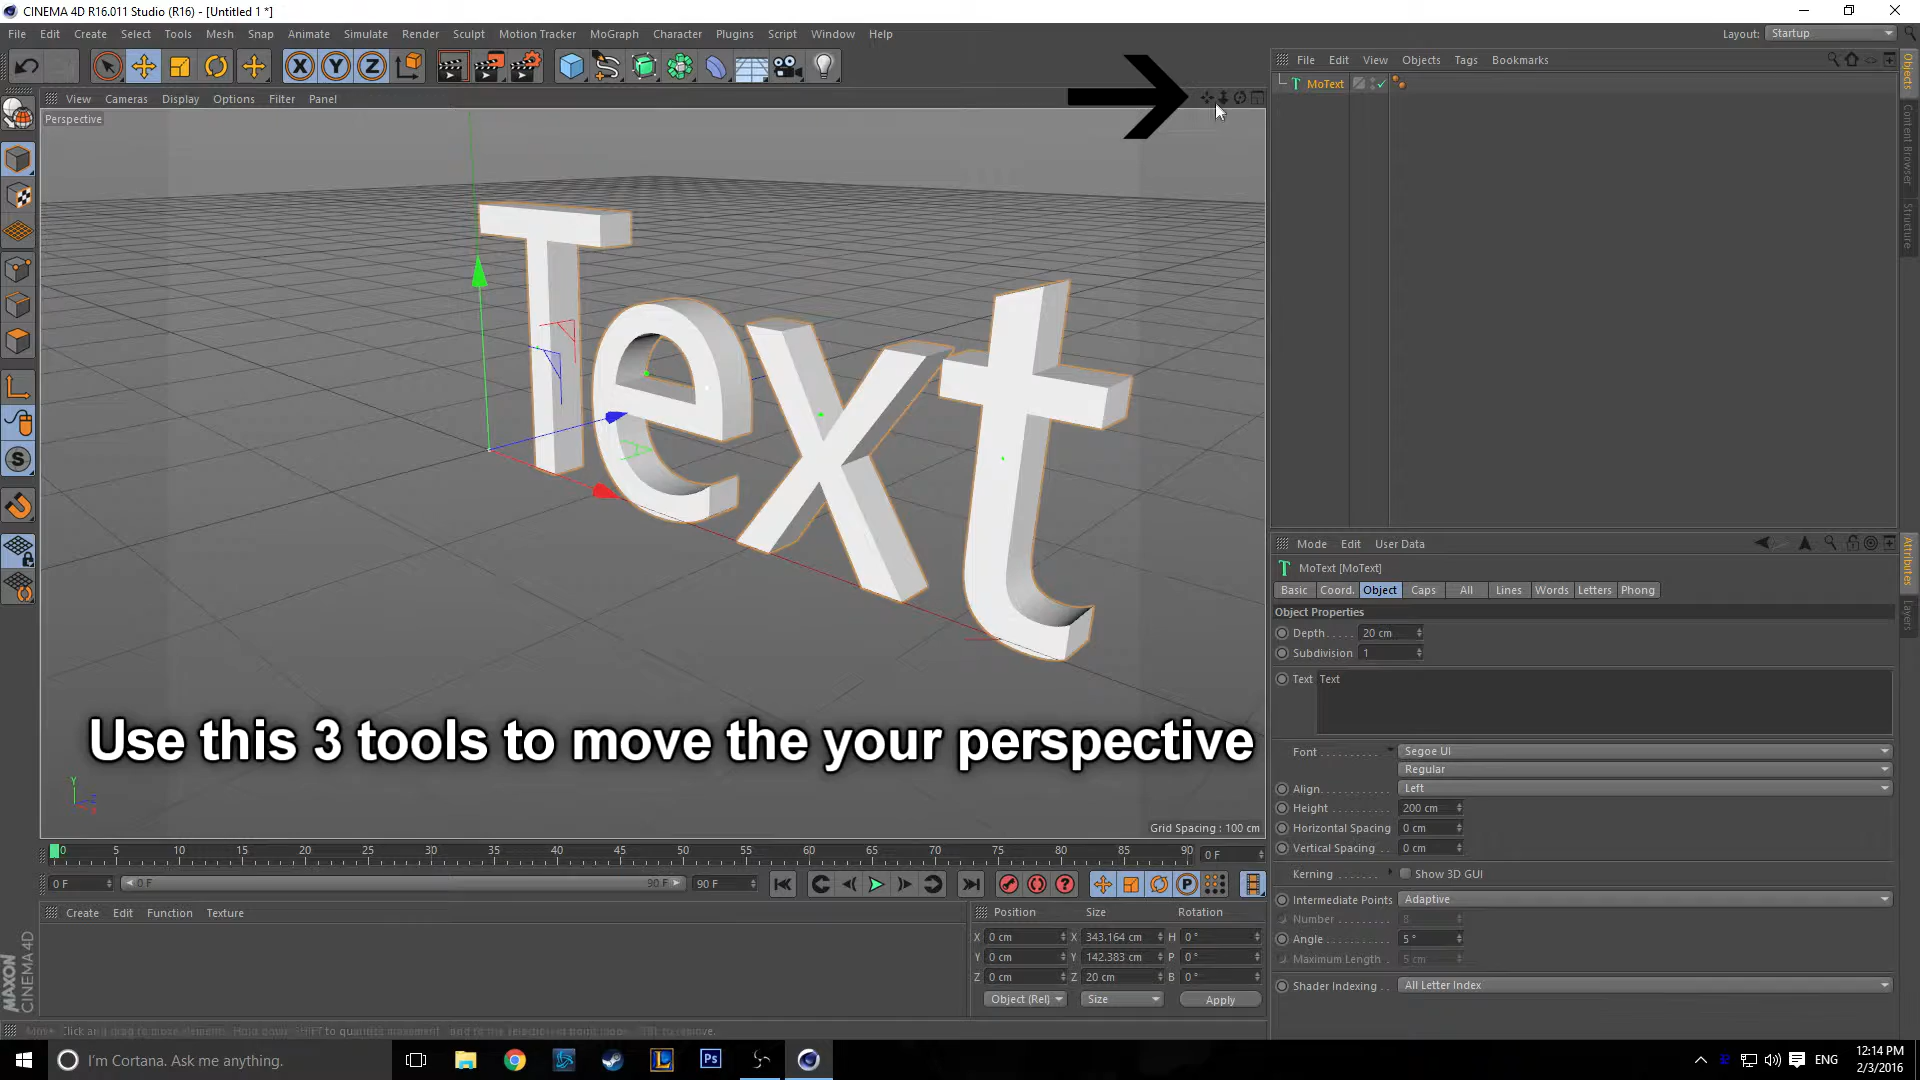 CINEMA 4D R16.011 Studio (R16) - [Untitled 1 *]
File Edit Create Select Tools Mesh Snap Animate Simulate Render Sculpt Motion Tracker MoGraph Character Plugins Script Window Help
Layout: Startup
X Y Z
View Cameras Display Options Filter Panel
Perspective
File Edit View Objects Tags Bookmarks
MoText
Objects
Content Browser
Structure
Text
Use this 3 tools to move the your perspective
Y
Grid Spacing : 100 cm
Mode Edit User Data
MoText [MoText]
Basic Coord. Object Caps All Lines Words Letters Phong
Object Properties
Depth 20 cm
Subdivision 1
Text Text
Font Segoe UI
Regular
Align Left
Height 200 cm
Horizontal Spacing 0 cm
Vertical Spacing 0 cm
Kerning Show 3D GUI
Intermediate Points Adaptive
Number 8
Angle 5 °
Maximum Length 5 cm
Shader Indexing All Letter Index
Attributes
Layers
0 5 10 15 20 25 30 35 40 45 50 55 60 65 70 75 80 85 90 0 F
0 F 0 F 90 F 90 F
Create Edit Function Texture
Position Size Rotation
X 0 cm X 343.164 cm H 0 °
Y 0 cm Y 142.383 cm P 0 °
Z 0 cm Z 20 cm B 0 °
Object (Rel) Size Apply
MAXON
CINEMA 4D
I'm Cortana. Ask me anything.
Ps
ENG
12:14 PM
2/3/2016